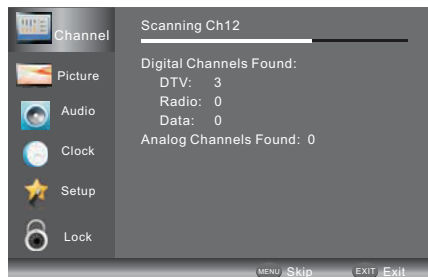 Channel
Picture
Audio
Clock
Setup
Lock
Scanning Ch12
Digital Channels Found:
DTV: 3
Radio: 0
Data: 0
Analog Channels Found: 0
MENU Skip EXIT Exit